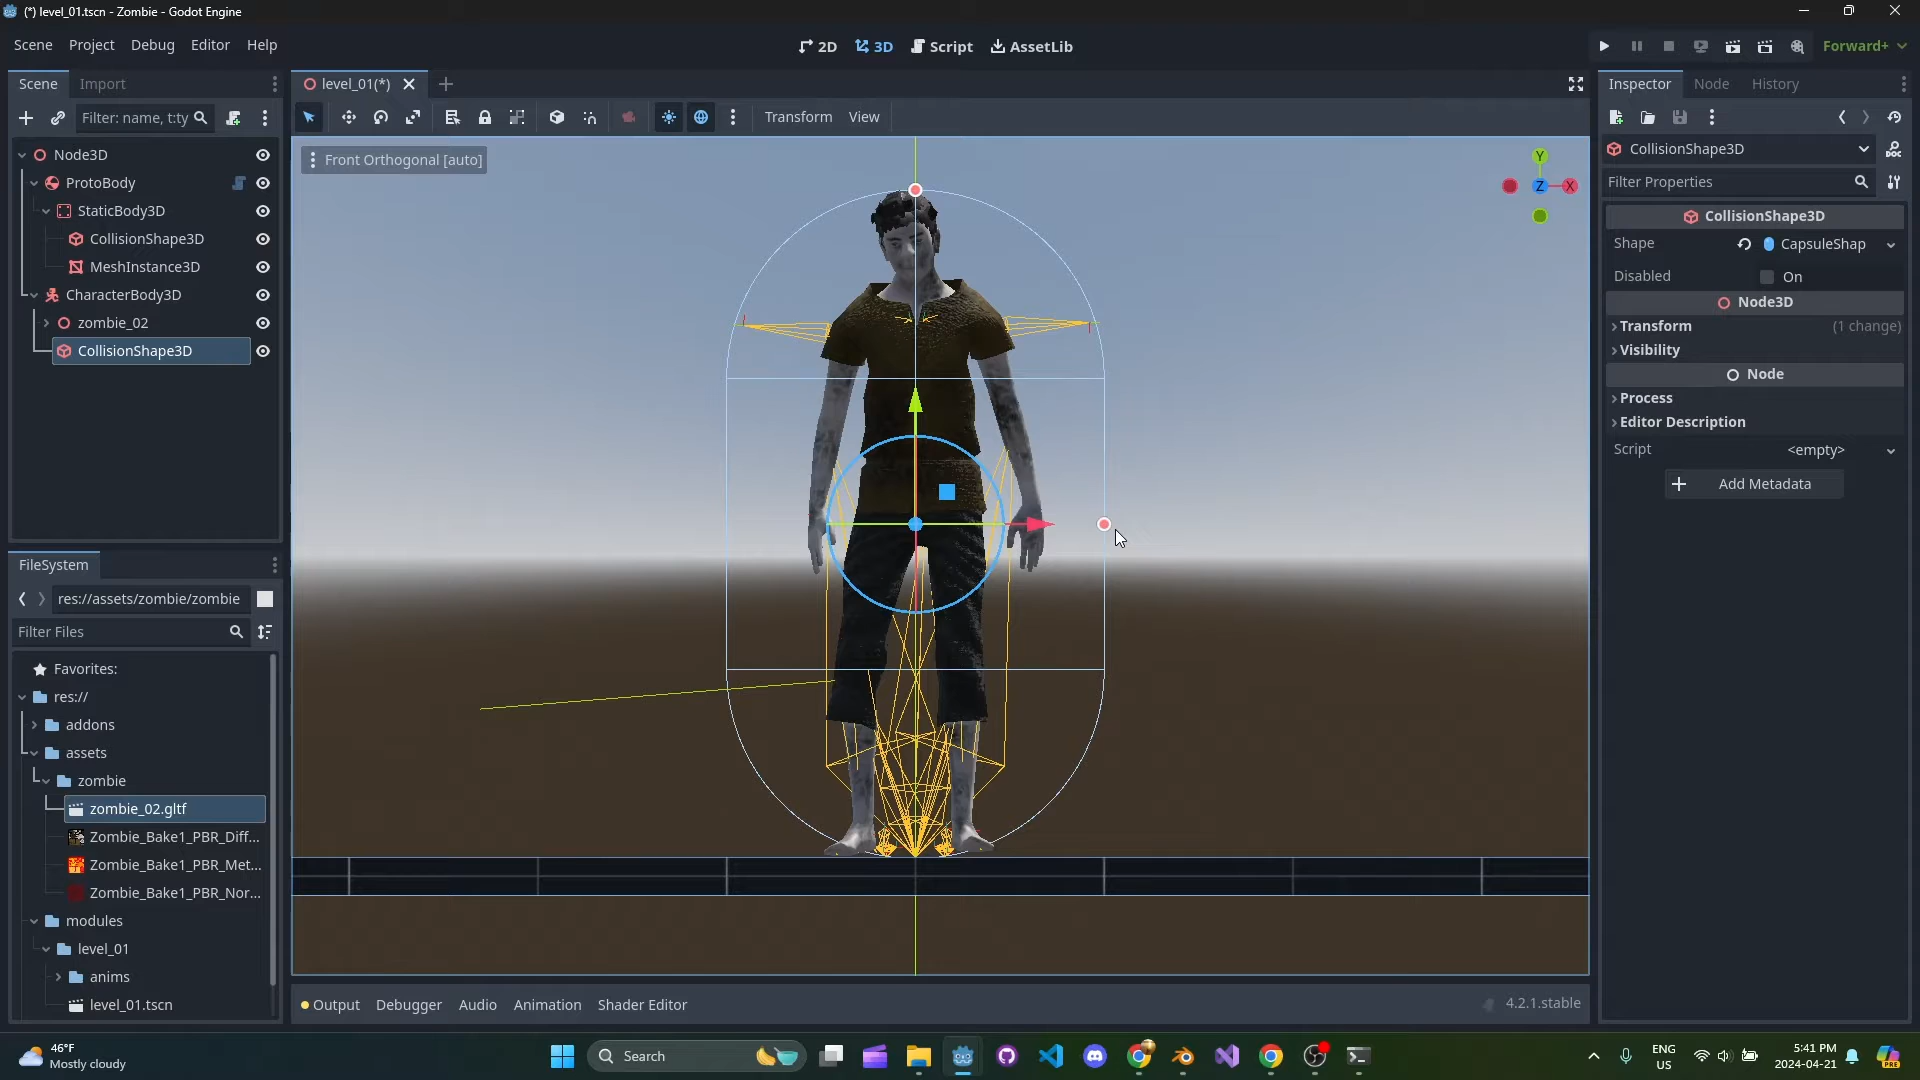 (*) level_01.tscn - Zombie - Godot Engine
Scene Project Debug Editor Help
2D 3D Script AssetLib
Forward+
Scene Import
level_01(*)
Inspector Node History
Filter: name, t:ty
Transform View
Node3D
ProtoBody
StaticBody3D
CollisionShape3D
MeshInstance3D
CharacterBody3D
zombie_02
CollisionShape3D
Front Orthogonal [auto]
Y
Z
X
CollisionShape3D
Filter Properties
CollisionShape3D
Shape CapsuleShap
Disabled On
Node3D
Transform (1 change)
Visibility
Node
Process
Editor Description
Script <empty>
Add Metadata
FileSystem
res://assets/zombie/zombie
Filter Files
Favorites:
res://
addons
assets
zombie
zombie_02.gltf
Zombie_Bake1_PBR_Diff...
Zombie_Bake1_PBR_Met...
Zombie_Bake1_PBR_Nor...
modules
level_01
anims
level_01.tscn
Output Debugger Audio Animation Shader Editor
4.2.1.stable
46°F
Mostly cloudy
Search
ENG
US
5:41 PM
2024-04-21
PRE